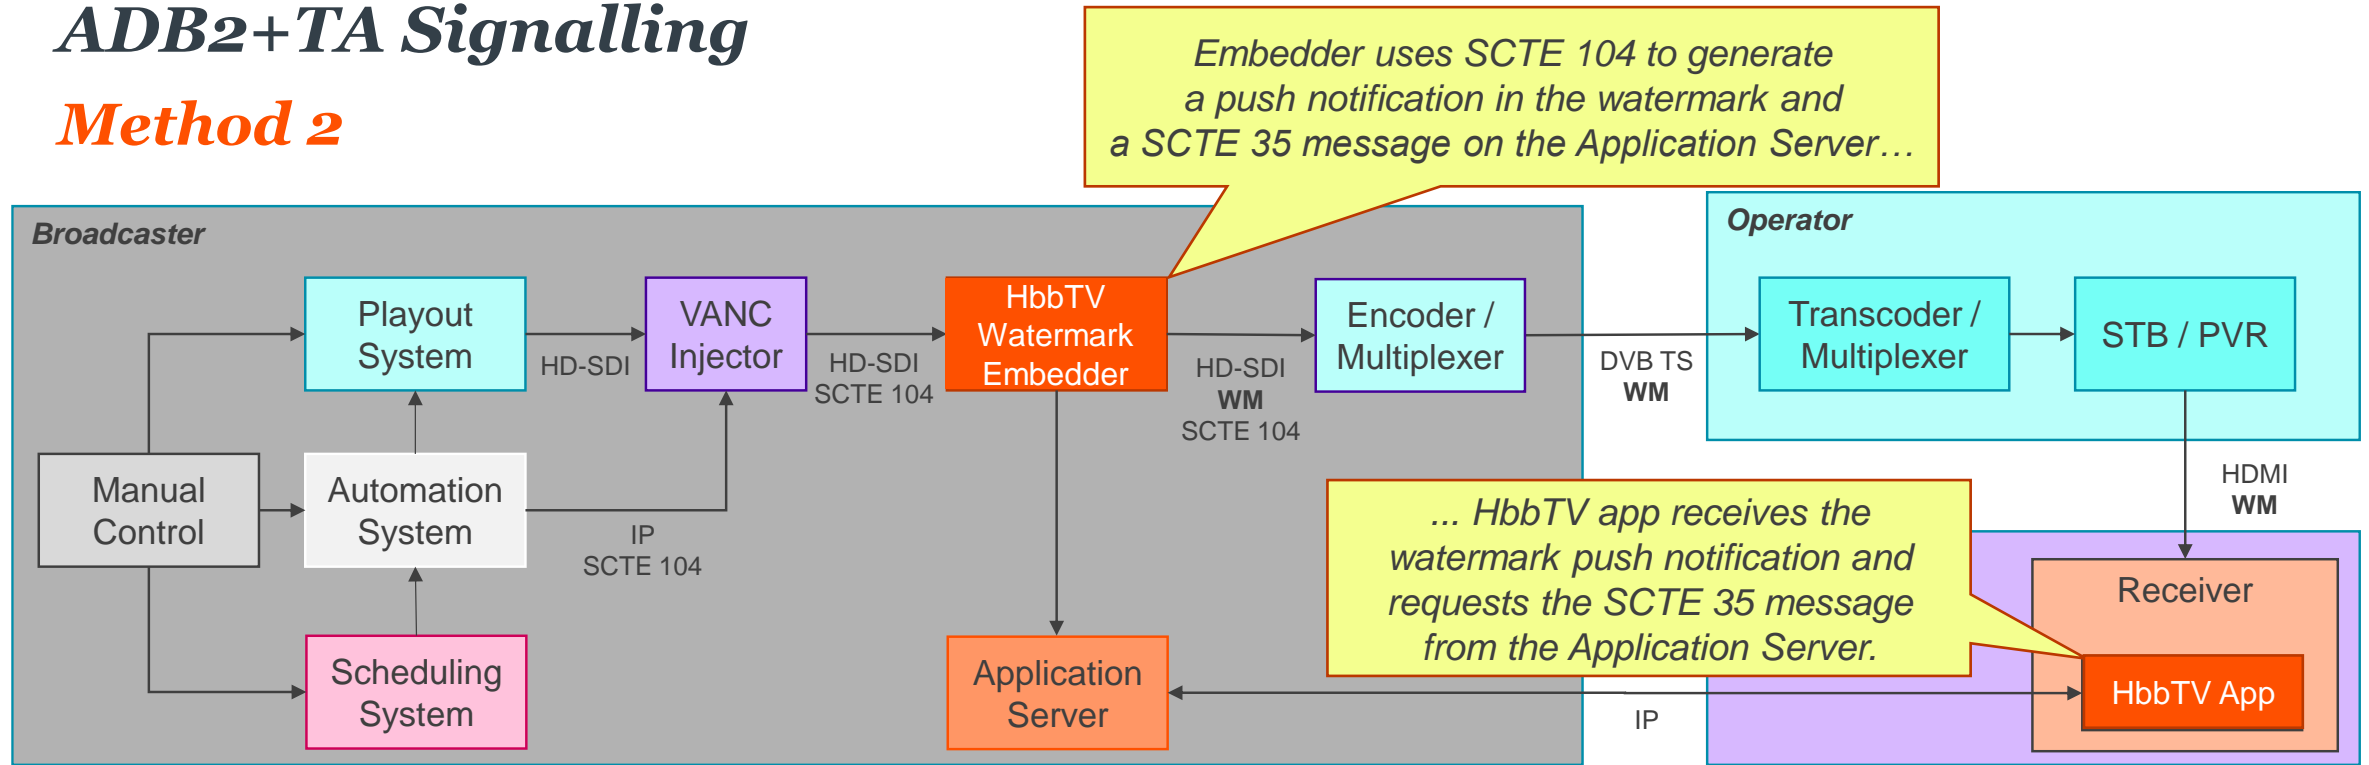 ADB2+TA Signalling
Method 2
Embedder uses SCTE 104 to generate
a push notification in the watermark and
a SCTE 35 message on the Application Server…
Broadcaster
Operator
Playout
System
HD-SDI
VANC
Injector
HD-SDI
SCTE 104
HbbTV
Watermark
Embedder
HD-SDI
WM
SCTE 104
Encoder /
Multiplexer
DVB TS
WM
Transcoder /
Multiplexer
STB / PVR
Manual
Control
Automation
System
IP
SCTE 104
HDMI
WM
... HbbTV app receives the
watermark push notification and
requests the SCTE 35 message
from the Application Server.
Receiver
Scheduling
System
Application
Server
IP
HbbTV App